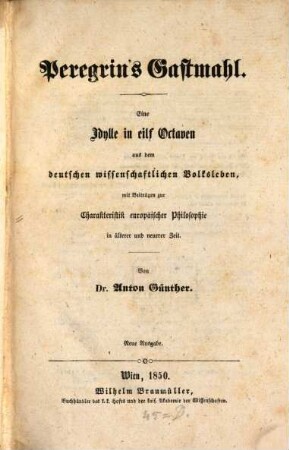 Peregrin's Gastmahl.
Eine
Idylle in eilf Octaven
aus dem
deutschen wissenschaftlichen Volksleben,
mit Beiträgen zur
Charakteristik europäischer Philosophie
in älterer und neuerer Zeit.
Von
Dr. Anton Günther.
Neue Ausgabe.
Wien, 1850.
Wilhelm Braumüller,
Buchhändler des k. k. Hofes und der kais. Akademie der Wissenschaften.